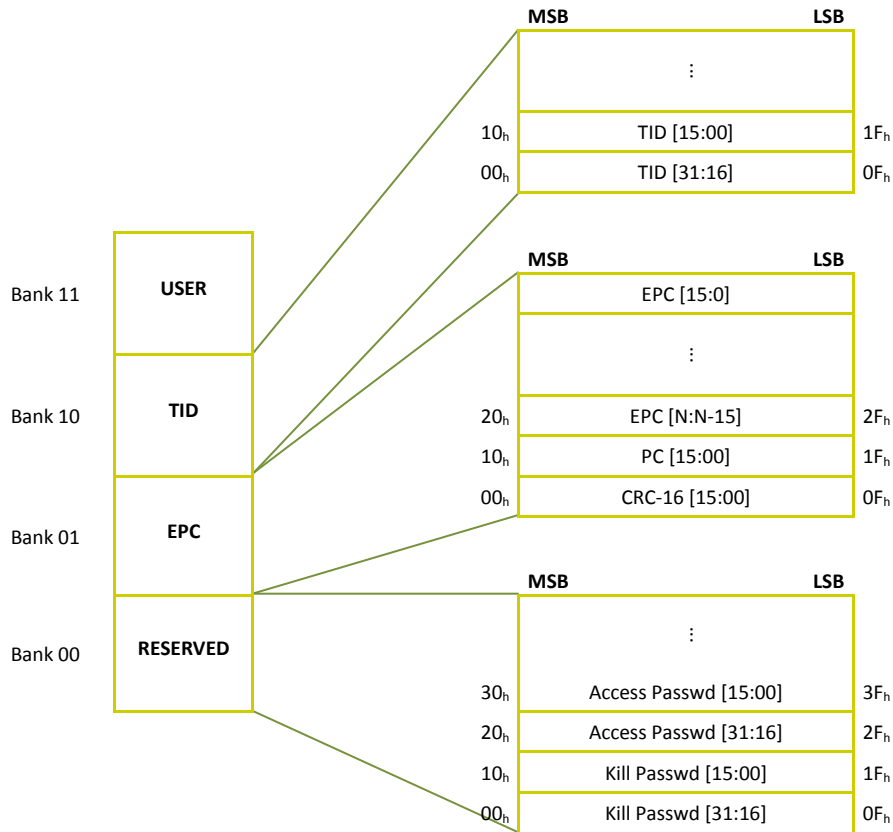 MSB LSB
⋮
10h TID [15:00] 1Fh
00h TID [31:16] 0Fh
Bank 11 USER
Bank 10 TID
Bank 01 EPC
Bank 00 RESERVED
MSB LSB
EPC [15:0]
⋮
20h EPC [N:N-15] 2Fh
10h PC [15:00] 1Fh
00h CRC-16 [15:00] 0Fh
MSB LSB
⋮
30h Access Passwd [15:00] 3Fh
20h Access Passwd [31:16] 2Fh
10h Kill Passwd [15:00] 1Fh
00h Kill Passwd [31:16] 0Fh